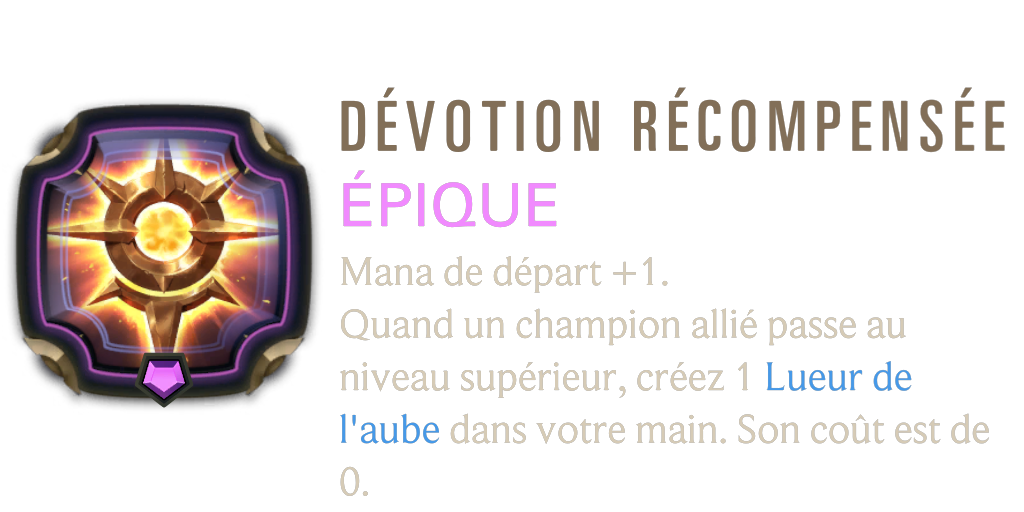 DÉVOTION RÉCOMPENSÉE
ÉPIQUE
Mana de départ +1.
Quand un champion allié passe au
niveau supérieur, créez 1 Lueur de
l'aube dans votre main. Son coût est de
0.